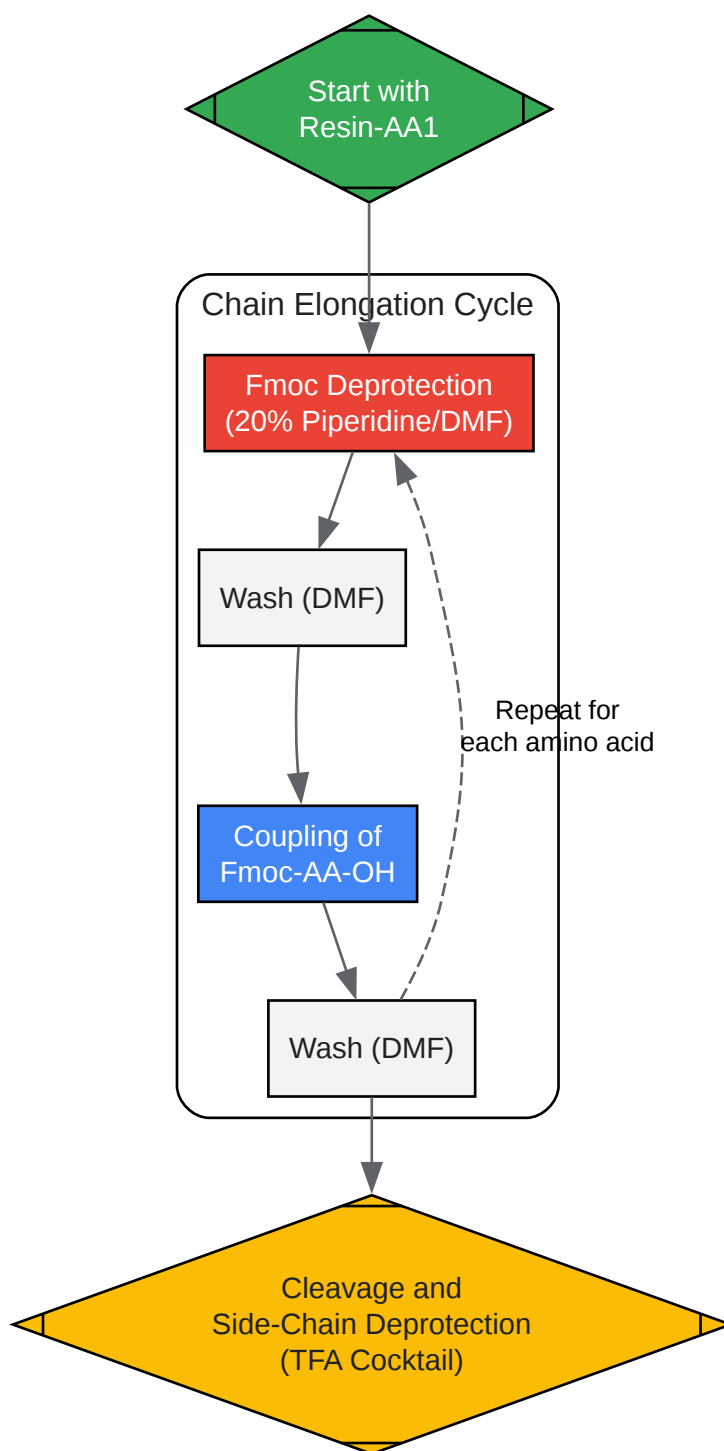 Start with
Resin-AA1
Chain Elongation Cycle
Fmoc Deprotection
(20% Piperidine/DMF)
Wash (DMF)
Repeat for
each amino acid
Coupling of
Fmoc-AA-OH
Wash (DMF)
Cleavage and
Side-Chain Deprotection
(TFA Cocktail)